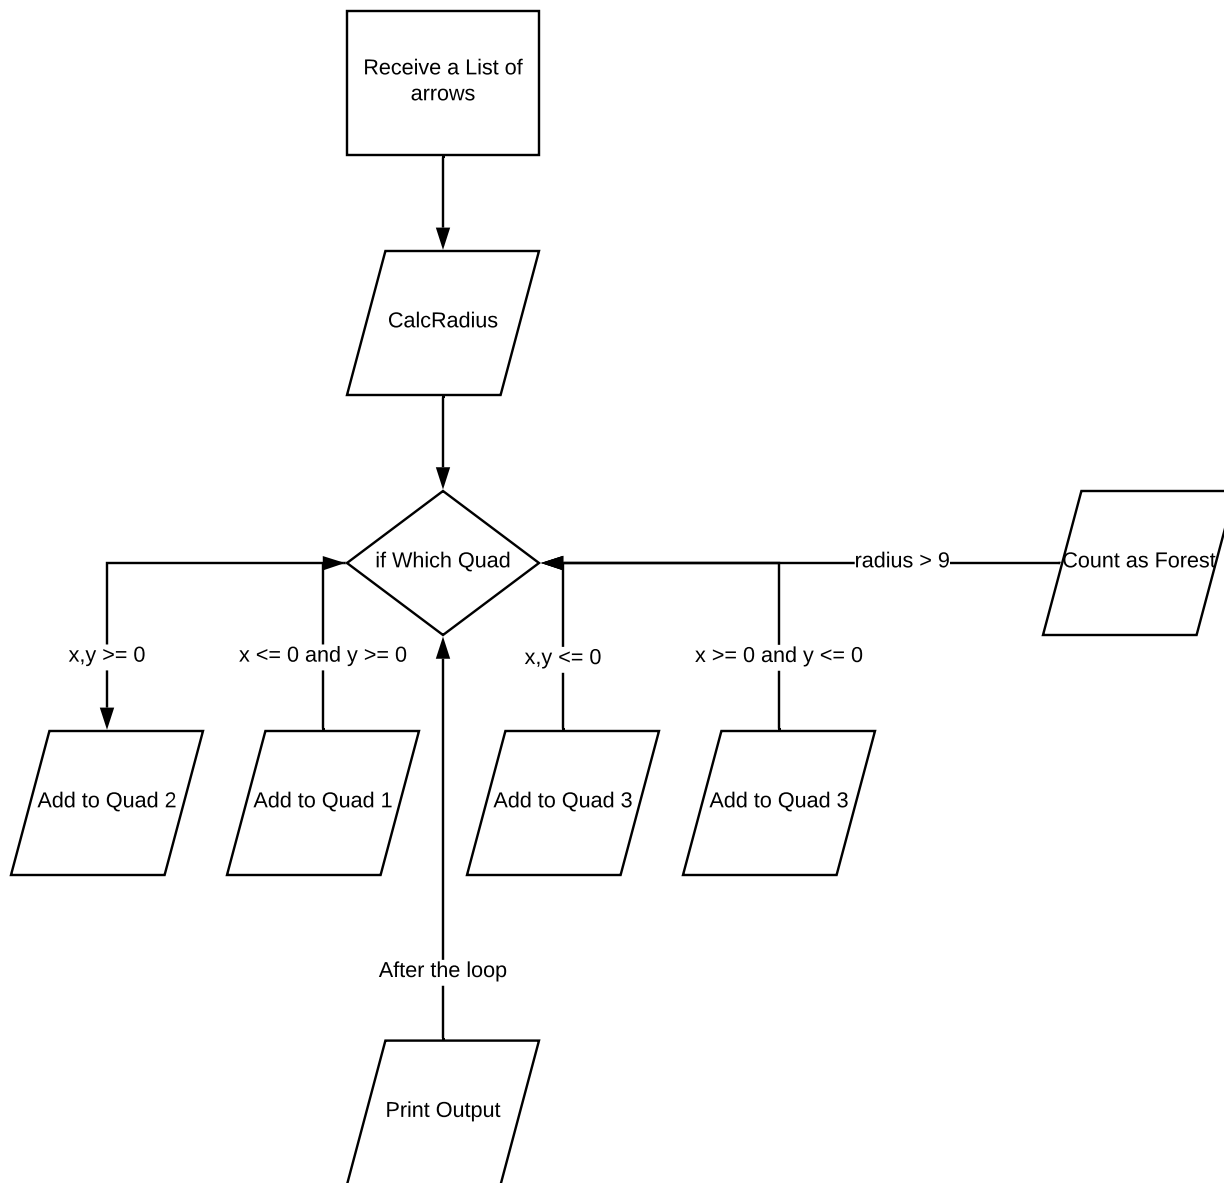 Receive a List of
arrows
CalcRadius
if Which Quad
radius > 9
Count as Forest
x,y >= 0
x <= 0 and y >= 0
x,y <= 0
x >= 0 and y <= 0
Add to Quad 2
Add to Quad 1
Add to Quad 3
Add to Quad 3
After the loop
Print Output